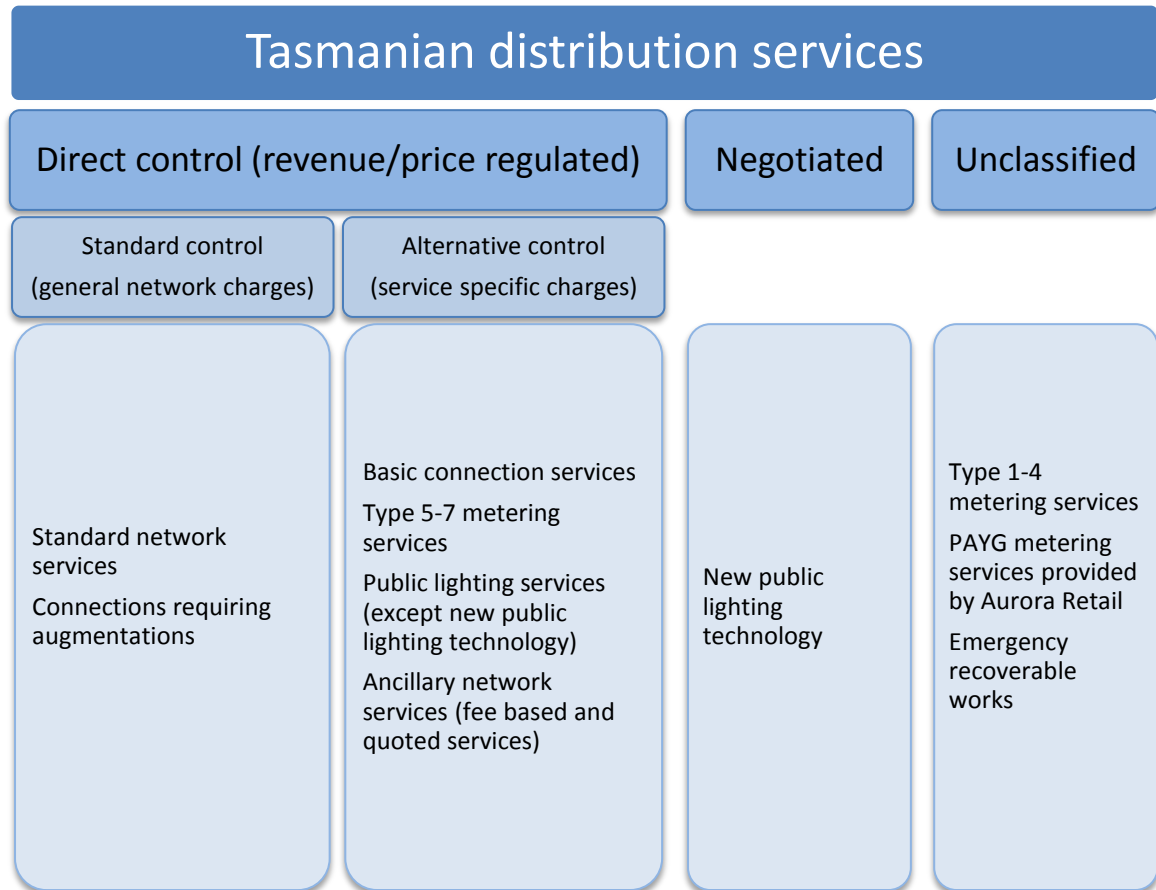 Tasmanian distribution services
Direct control (revenue/price regulated)
Negotiated
Unclassified
Standard control
(general network charges)
Alternative control
(service specific charges)
Standard network
services
Connections requiring
augmentations
Basic connection services
Type 5-7 metering
services
Public lighting services
(except new public
lighting technology)
Ancillary network
services (fee based and
quoted services)
New public
lighting
technology
Type 1-4
metering services
PAYG metering
services provided
by Aurora Retail
Emergency
recoverable
works